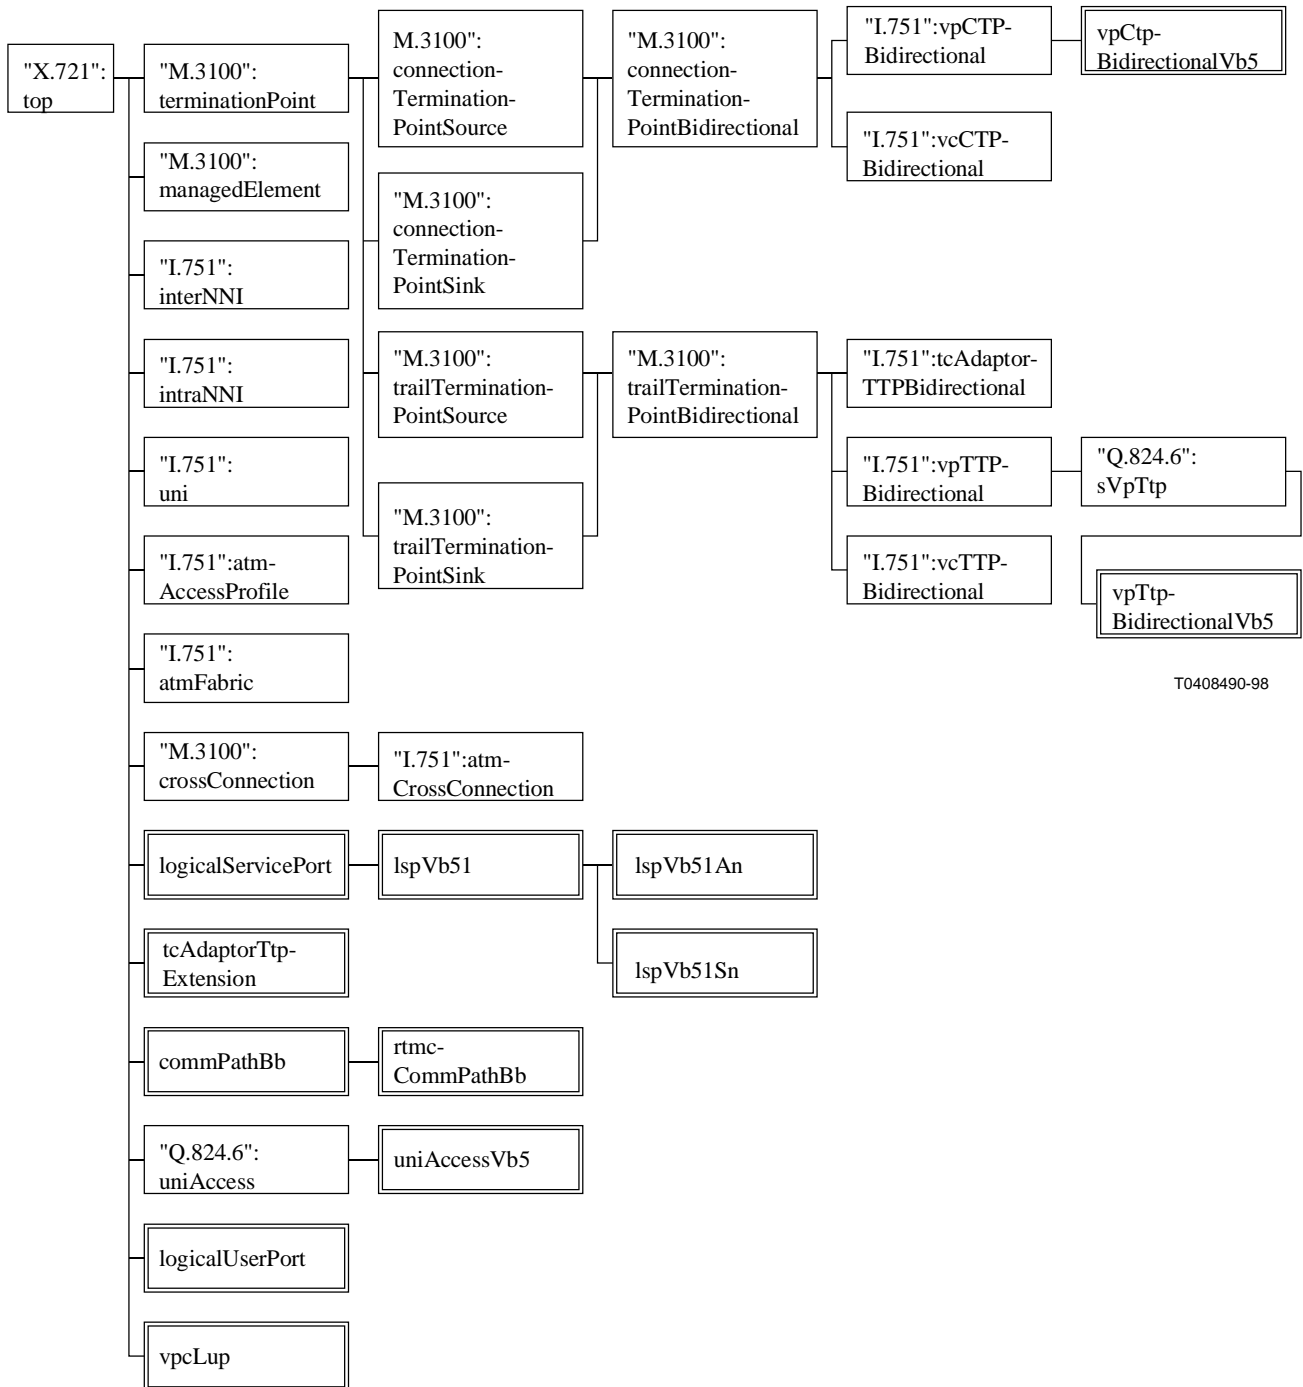 "X.721":
top
"M.3100":
terminationPoint
M.3100":
connection-
Termination-
PointSource
"M.3100":
connection-
Termination-
PointBidirectional
"I.751":vpCTP-
Bidirectional
vpCtp-
BidirectionalVb5
"I.751":vcCTP-
Bidirectional
"M.3100":
managedElement
"M.3100":
connection-
Termination-
PointSink
"I.751":
interNNI
"I.751":
intraNNI
"M.3100":
trailTermination-
PointSource
"M.3100":
trailTermination-
PointBidirectional
"I.751":tcAdaptor-
TTPBidirectional
"I.751":
uni
"I.751":vpTTP-
Bidirectional
"Q.824.6":
sVpTtp
"M.3100":
trailTermination-
PointSink
"I.751":atm-
AccessProfile
"I.751":vcTTP-
Bidirectional
vpTtp-
BidirectionalVb5
"I.751":
atmFabric
T0408490-98
"M.3100":
crossConnection
"I.751":atm-
CrossConnection
logicalServicePort
lspVb51
lspVb51An
tcAdaptorTtp-
Extension
lspVb51Sn
commPathBb
rtmc-
CommPathBb
"Q.824.6":
uniAccess
uniAccessVb5
logicalUserPort
vpcLup